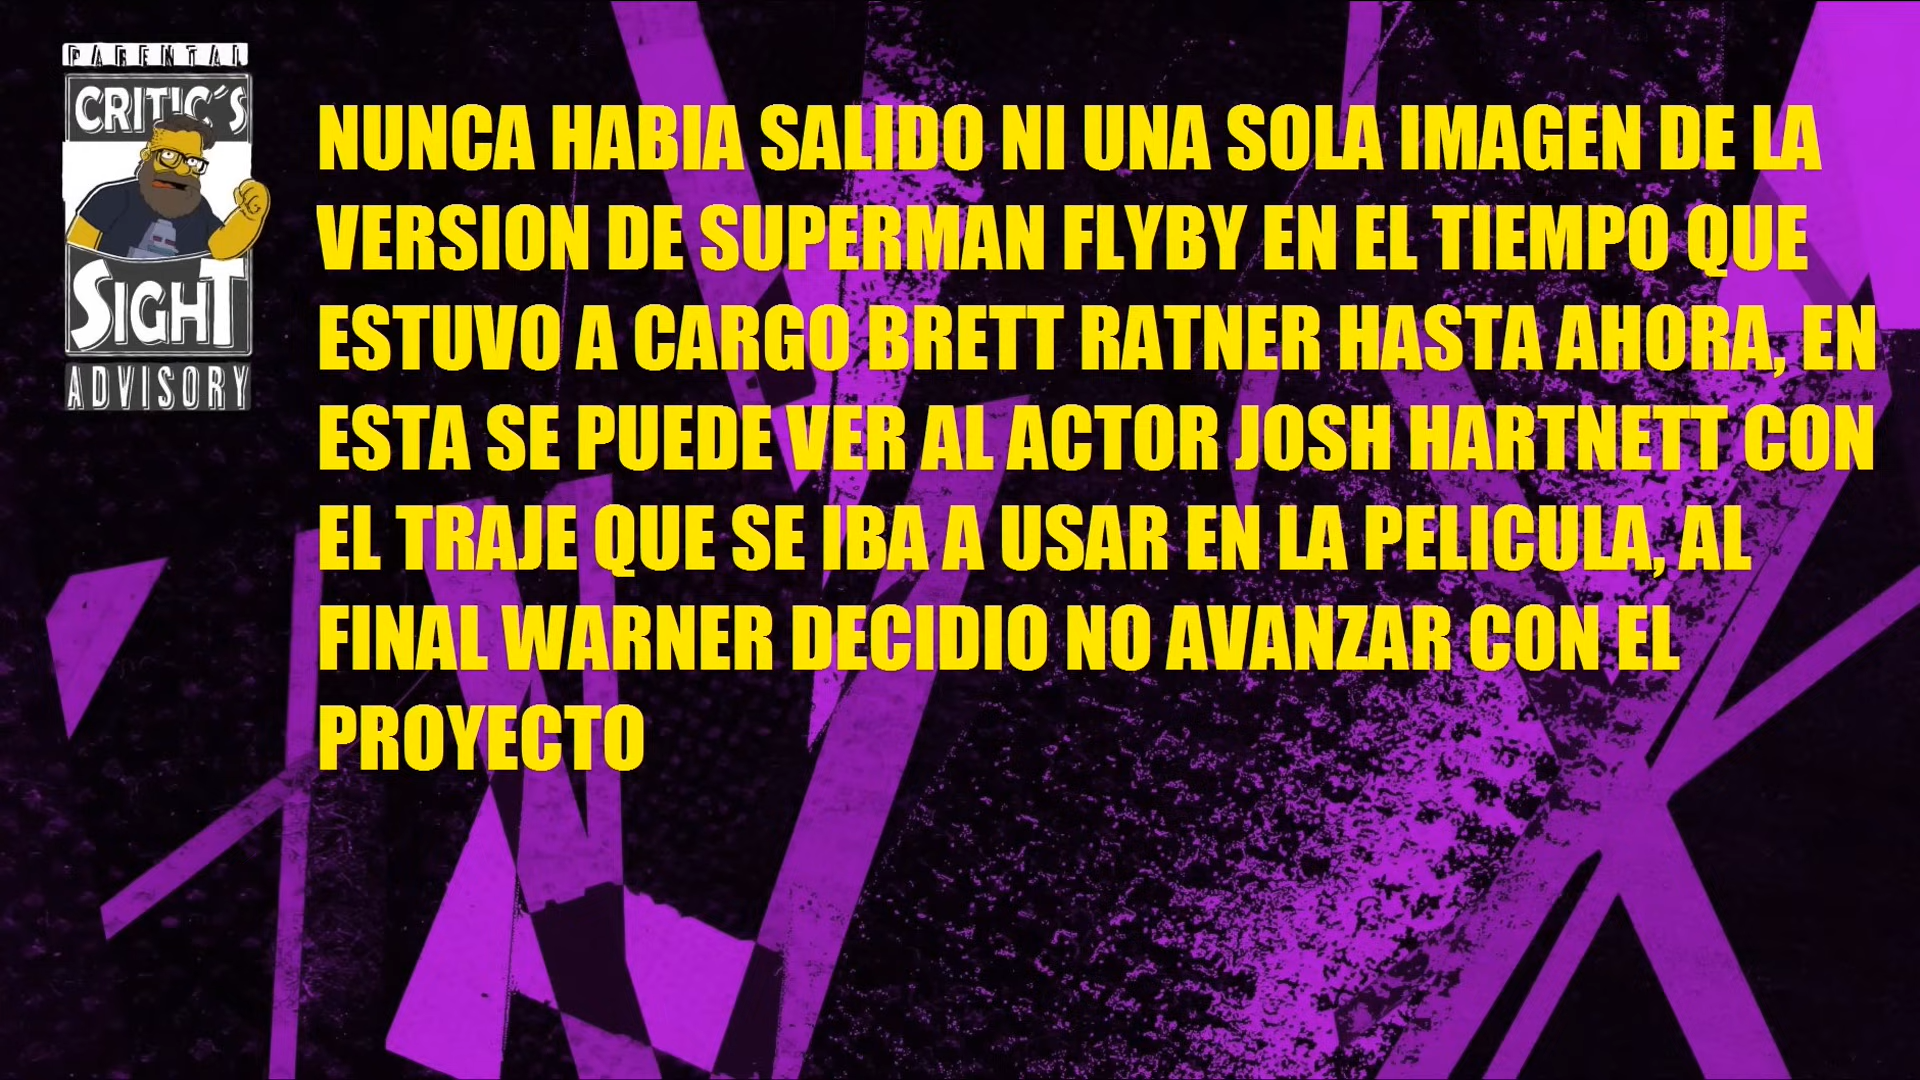 PARENTAL
CRITIC´S
SIGHT
ADVISORY
NUNCA HABIA SALIDO NI UNA SOLA IMAGEN DE LA
VERSION DE SUPERMAN FLYBY EN EL TIEMPO QUE
ESTUVO A CARGO BRETT RATNER HASTA AHORA, EN
ESTA SE PUEDE VER AL ACTOR JOSH HARTNETT CON
EL TRAJE QUE SE IBA A USAR EN LA PELICULA, AL
FINAL WARNER DECIDIO NO AVANZAR CON EL
PROYECTO